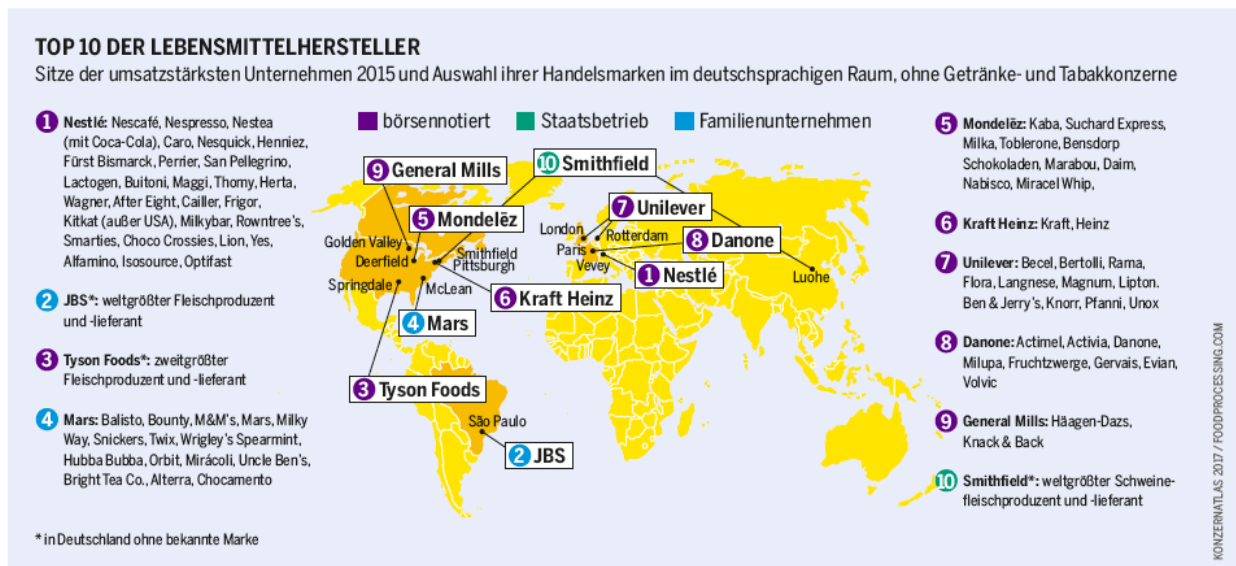 TOP 10 DER LEBENSMITTELHERSTELLER
Sitze der umsatzstärksten Unternehmen 2015 und Auswahl ihrer Handelsmarken im deutschsprachigen Raum, ohne Getränke- und Tabakkonzerne
1 Nestlé: Nescafé, Nespresso, Nestea
(mit Coca-Cola), Caro, Nesquick, Henniez,
Fürst Bismarck, Perrier, San Pellegrino,
Lactogen, Buitoni, Maggi, Thomy, Herta,
Wagner, After Eight, Cailler, Frigor,
Kitkat (außer USA), Milkybar, Rowntree's,
Smarties, Choco Crossies, Lion, Yes,
Alfamino, Isosource, Optifast
2 JBS*: weltgrößter Fleischproduzent
und -lieferant
3 Tyson Foods*: zweitgrößter
Fleischproduzent und -lieferant
4 Mars: Balisto, Bounty, M&M's, Mars, Milky
Way, Snickers, Twix, Wrigley's Spearmint,
Hubba Bubba, Orbit, Mirácoli, Uncle Ben's,
Bright Tea Co., Alterra, Chocamento
* in Deutschland ohne bekannte Marke
börsennotiert
Staatsbetrieb
Familienunternehmen
9 General Mills
10 Smithfield
5 Mondelēz
7 Unilever
8 Danone
1 Nestlé
6 Kraft Heinz
4 Mars
3 Tyson Foods
2 JBS
Golden Valley
Deerfield
Springdale
Smithfield
Pittsburgh
McLean
London
Rotterdam
Paris
Vevey
Luohe
São Paulo
5 Mondelēz: Kaba, Suchard Express,
Milka, Toblerone, Bensdorp
Schokoladen, Marabou, Daim,
Nabisco, Miracel Whip,
6 Kraft Heinz: Kraft, Heinz
7 Unilever: Becel, Bertolli, Rama,
Flora, Langnese, Magnum, Lipton.
Ben & Jerry's, Knorr, Pfanni, Unox
8 Danone: Actimel, Activia, Danone,
Milupa, Fruchtzwerge, Gervais, Evian,
Volvic
9 General Mills: Häagen-Dazs,
Knack & Back
10 Smithfield*: weltgrößter Schweine-
fleischproduzent und -lieferant
KONZERNATLAS 2017 / FOODPROCESSING.COM